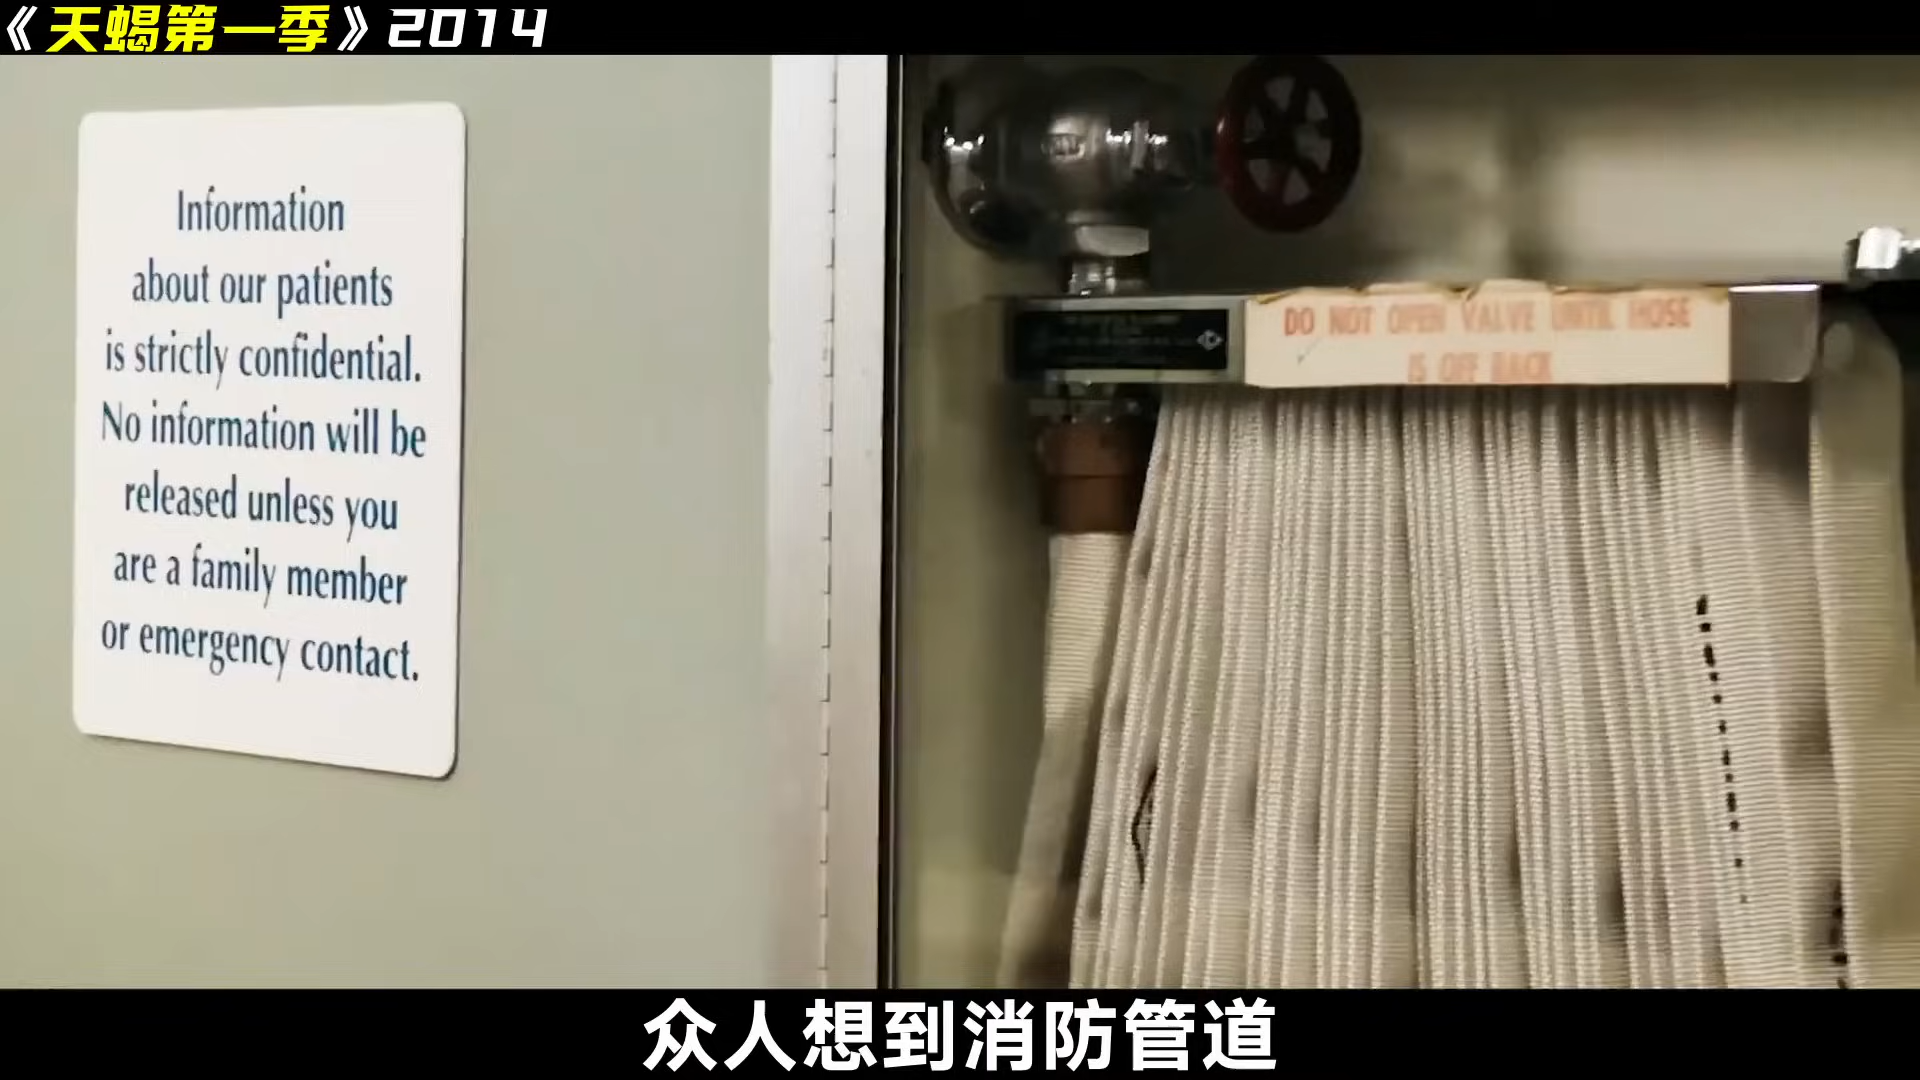 《天蝎第一季》2014
Information
about our patients
is strictly confidential.
No information will be
released unless you
are a family member
or emergency contact.
DO NOT OPEN VALVE UNTIL HOSE
IS OFF RACK
众人想到消防管道